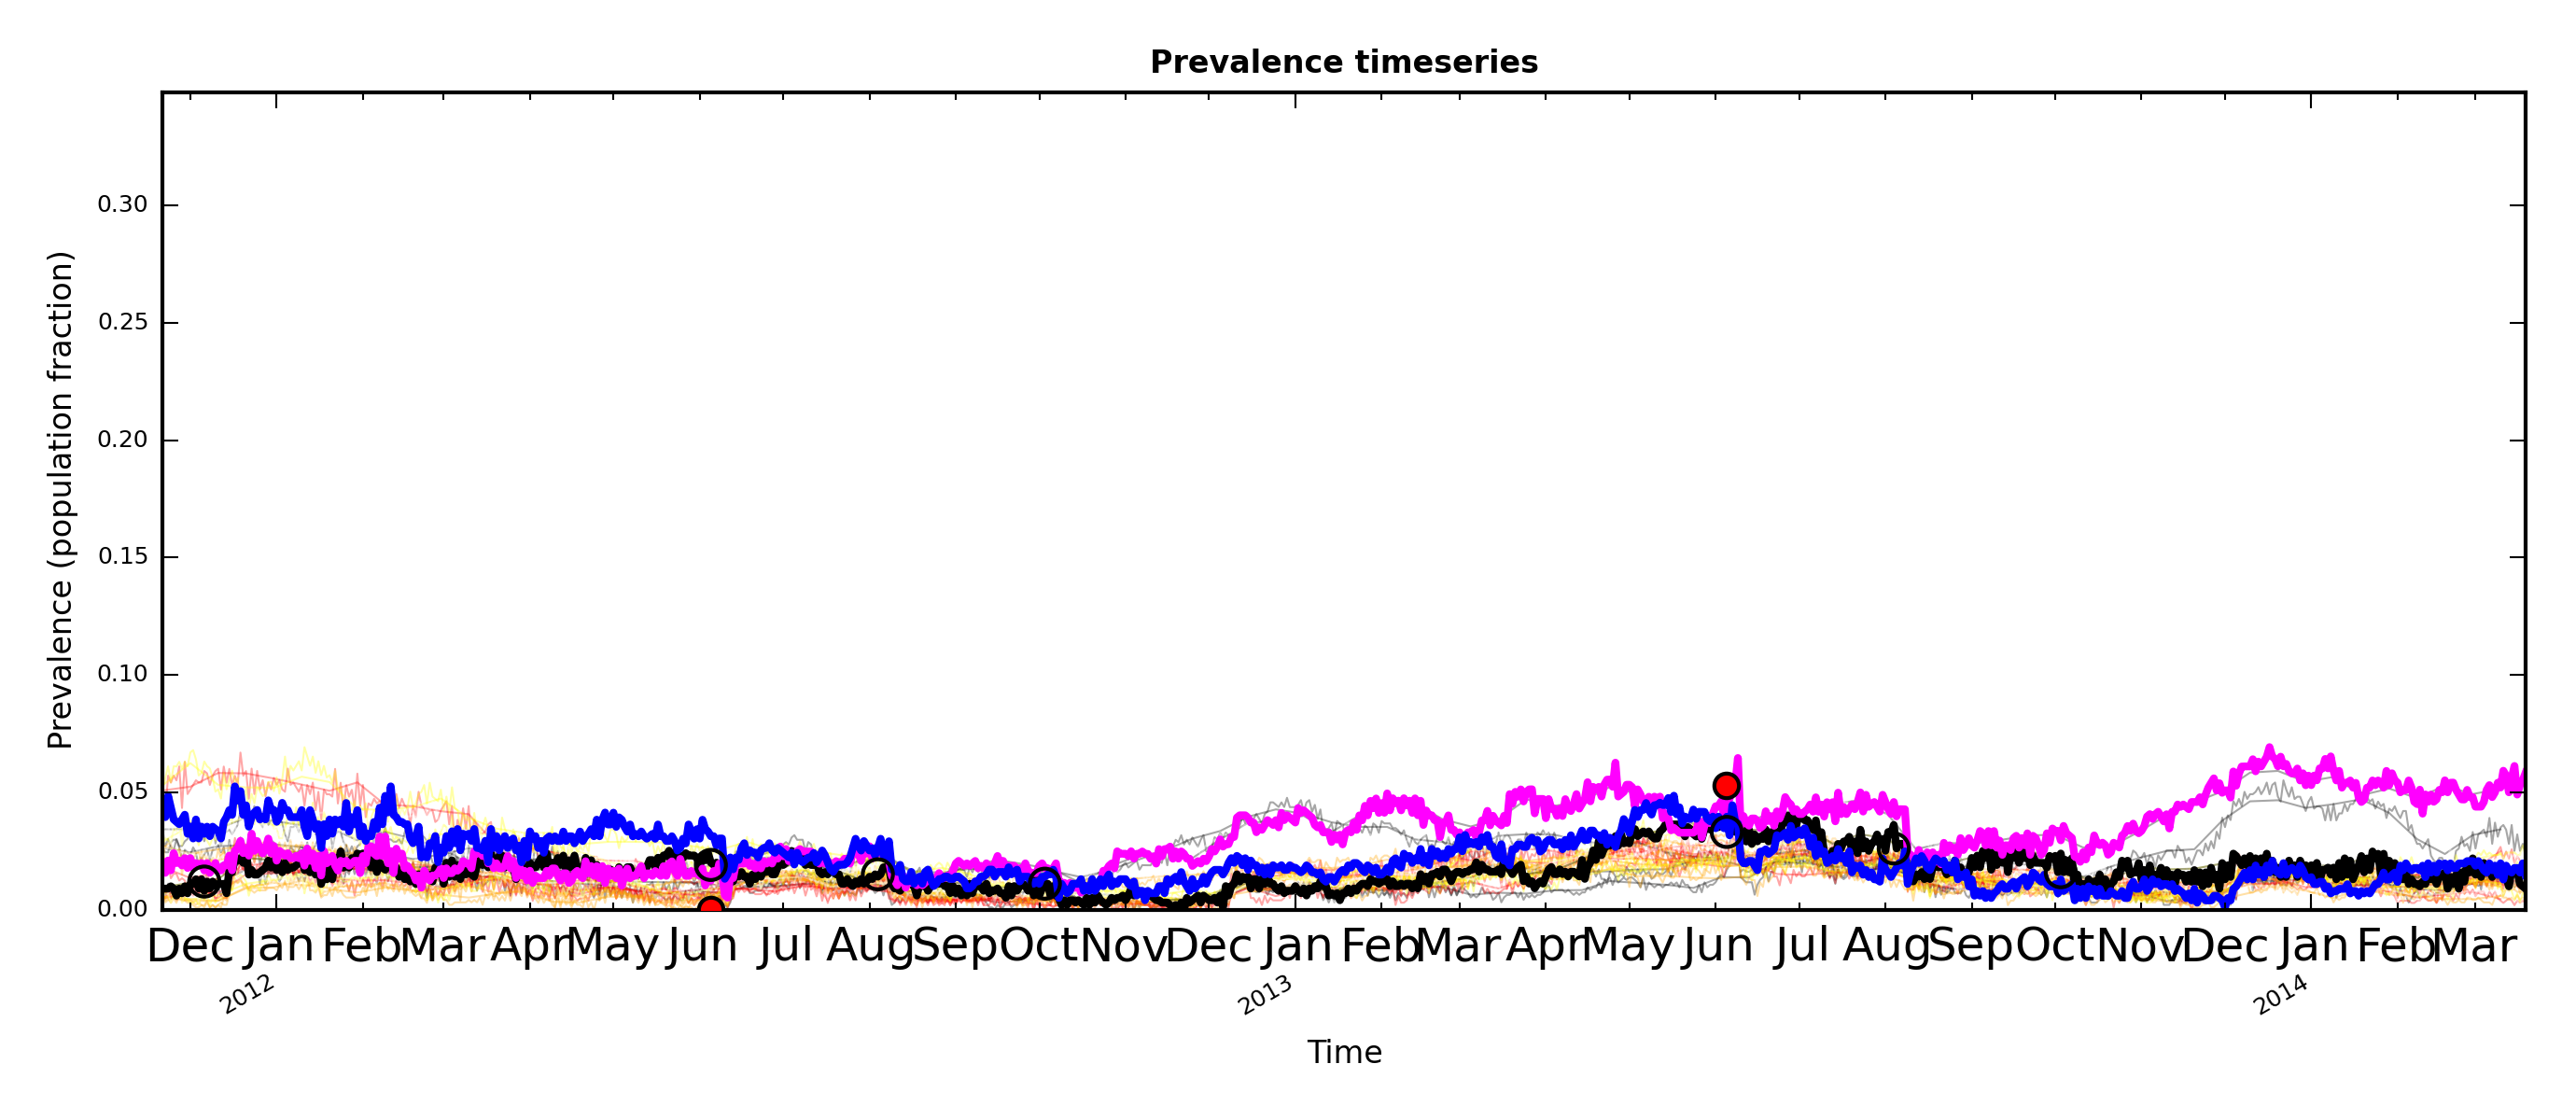 Prevalence timeseries
Prevalence (population fraction)
0.30
0.25
0.20
0.15
0.10
0.05
0.00
Dec Jan Feb Mar Apr May Jun Jul Aug Sep Oct Nov Dec Jan Feb Mar Apr May Jun Jul Aug Sep Oct Nov Dec Jan Feb Mar
2012 2013 2014
Time